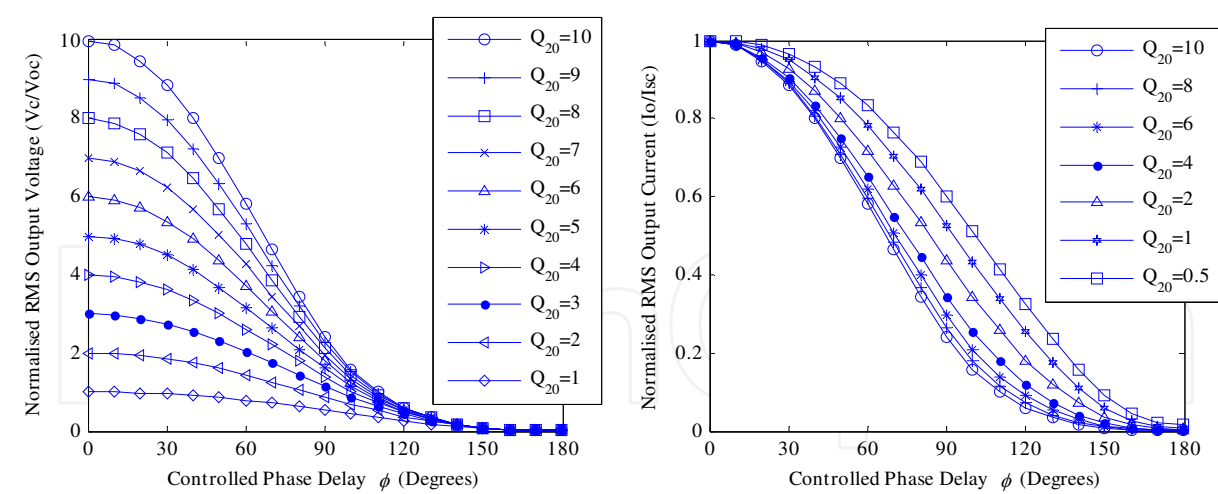 Normalised RMS Output Voltage (Vc/Voc)
10
8
6
4
2
0
0
30
60
90
120
150
180
Controlled Phase Delay ϕ (Degrees)
Q20=10
Q20=9
Q20=8
Q20=7
Q20=6
Q20=5
Q20=4
Q20=3
Q20=2
Q20=1
Normalised RMS Output Current (Io/Isc)
1
0.8
0.6
0.4
0.2
0
0
30
60
90
120
150
180
Controlled Phase Delay ϕ (Degrees)
Q20=10
Q20=8
Q20=6
Q20=4
Q20=2
Q20=1
Q20=0.5